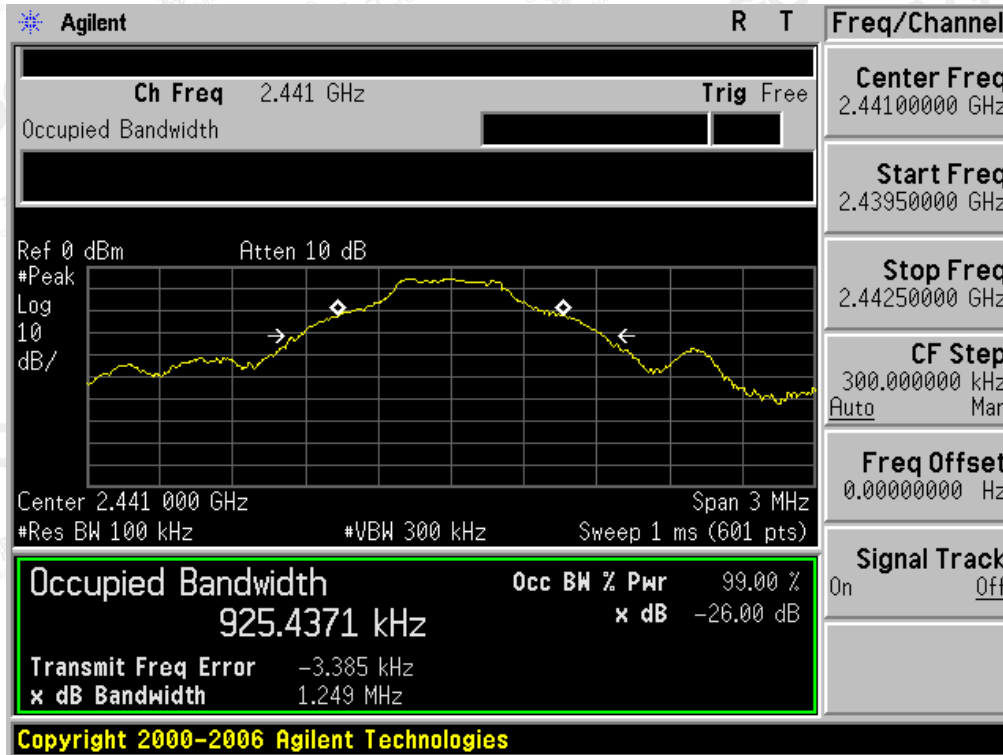 Agilent R T Freq/Channel
Ch Freq 2.441 GHz Trig Free
Occupied Bandwidth
Center Freq
2.44100000 GHz
Start Freq
2.43950000 GHz
Stop Freq
2.44250000 GHz
CF Step
300.000000 kHz
Auto Man
Freq Offset
0.00000000 Hz
Signal Track
On Off
Ref 0 dBm Atten 10 dB
#Peak
Log
10
dB/
Center 2.441 000 GHz Span 3 MHz
#Res BW 100 kHz #VBW 300 kHz Sweep 1 ms (601 pts)
Occupied Bandwidth Occ BW % Pwr 99.00 %
925.4371 kHz x dB -26.00 dB
Transmit Freq Error -3.385 kHz
x dB Bandwidth 1.249 MHz
Copyright 2000-2006 Agilent Technologies